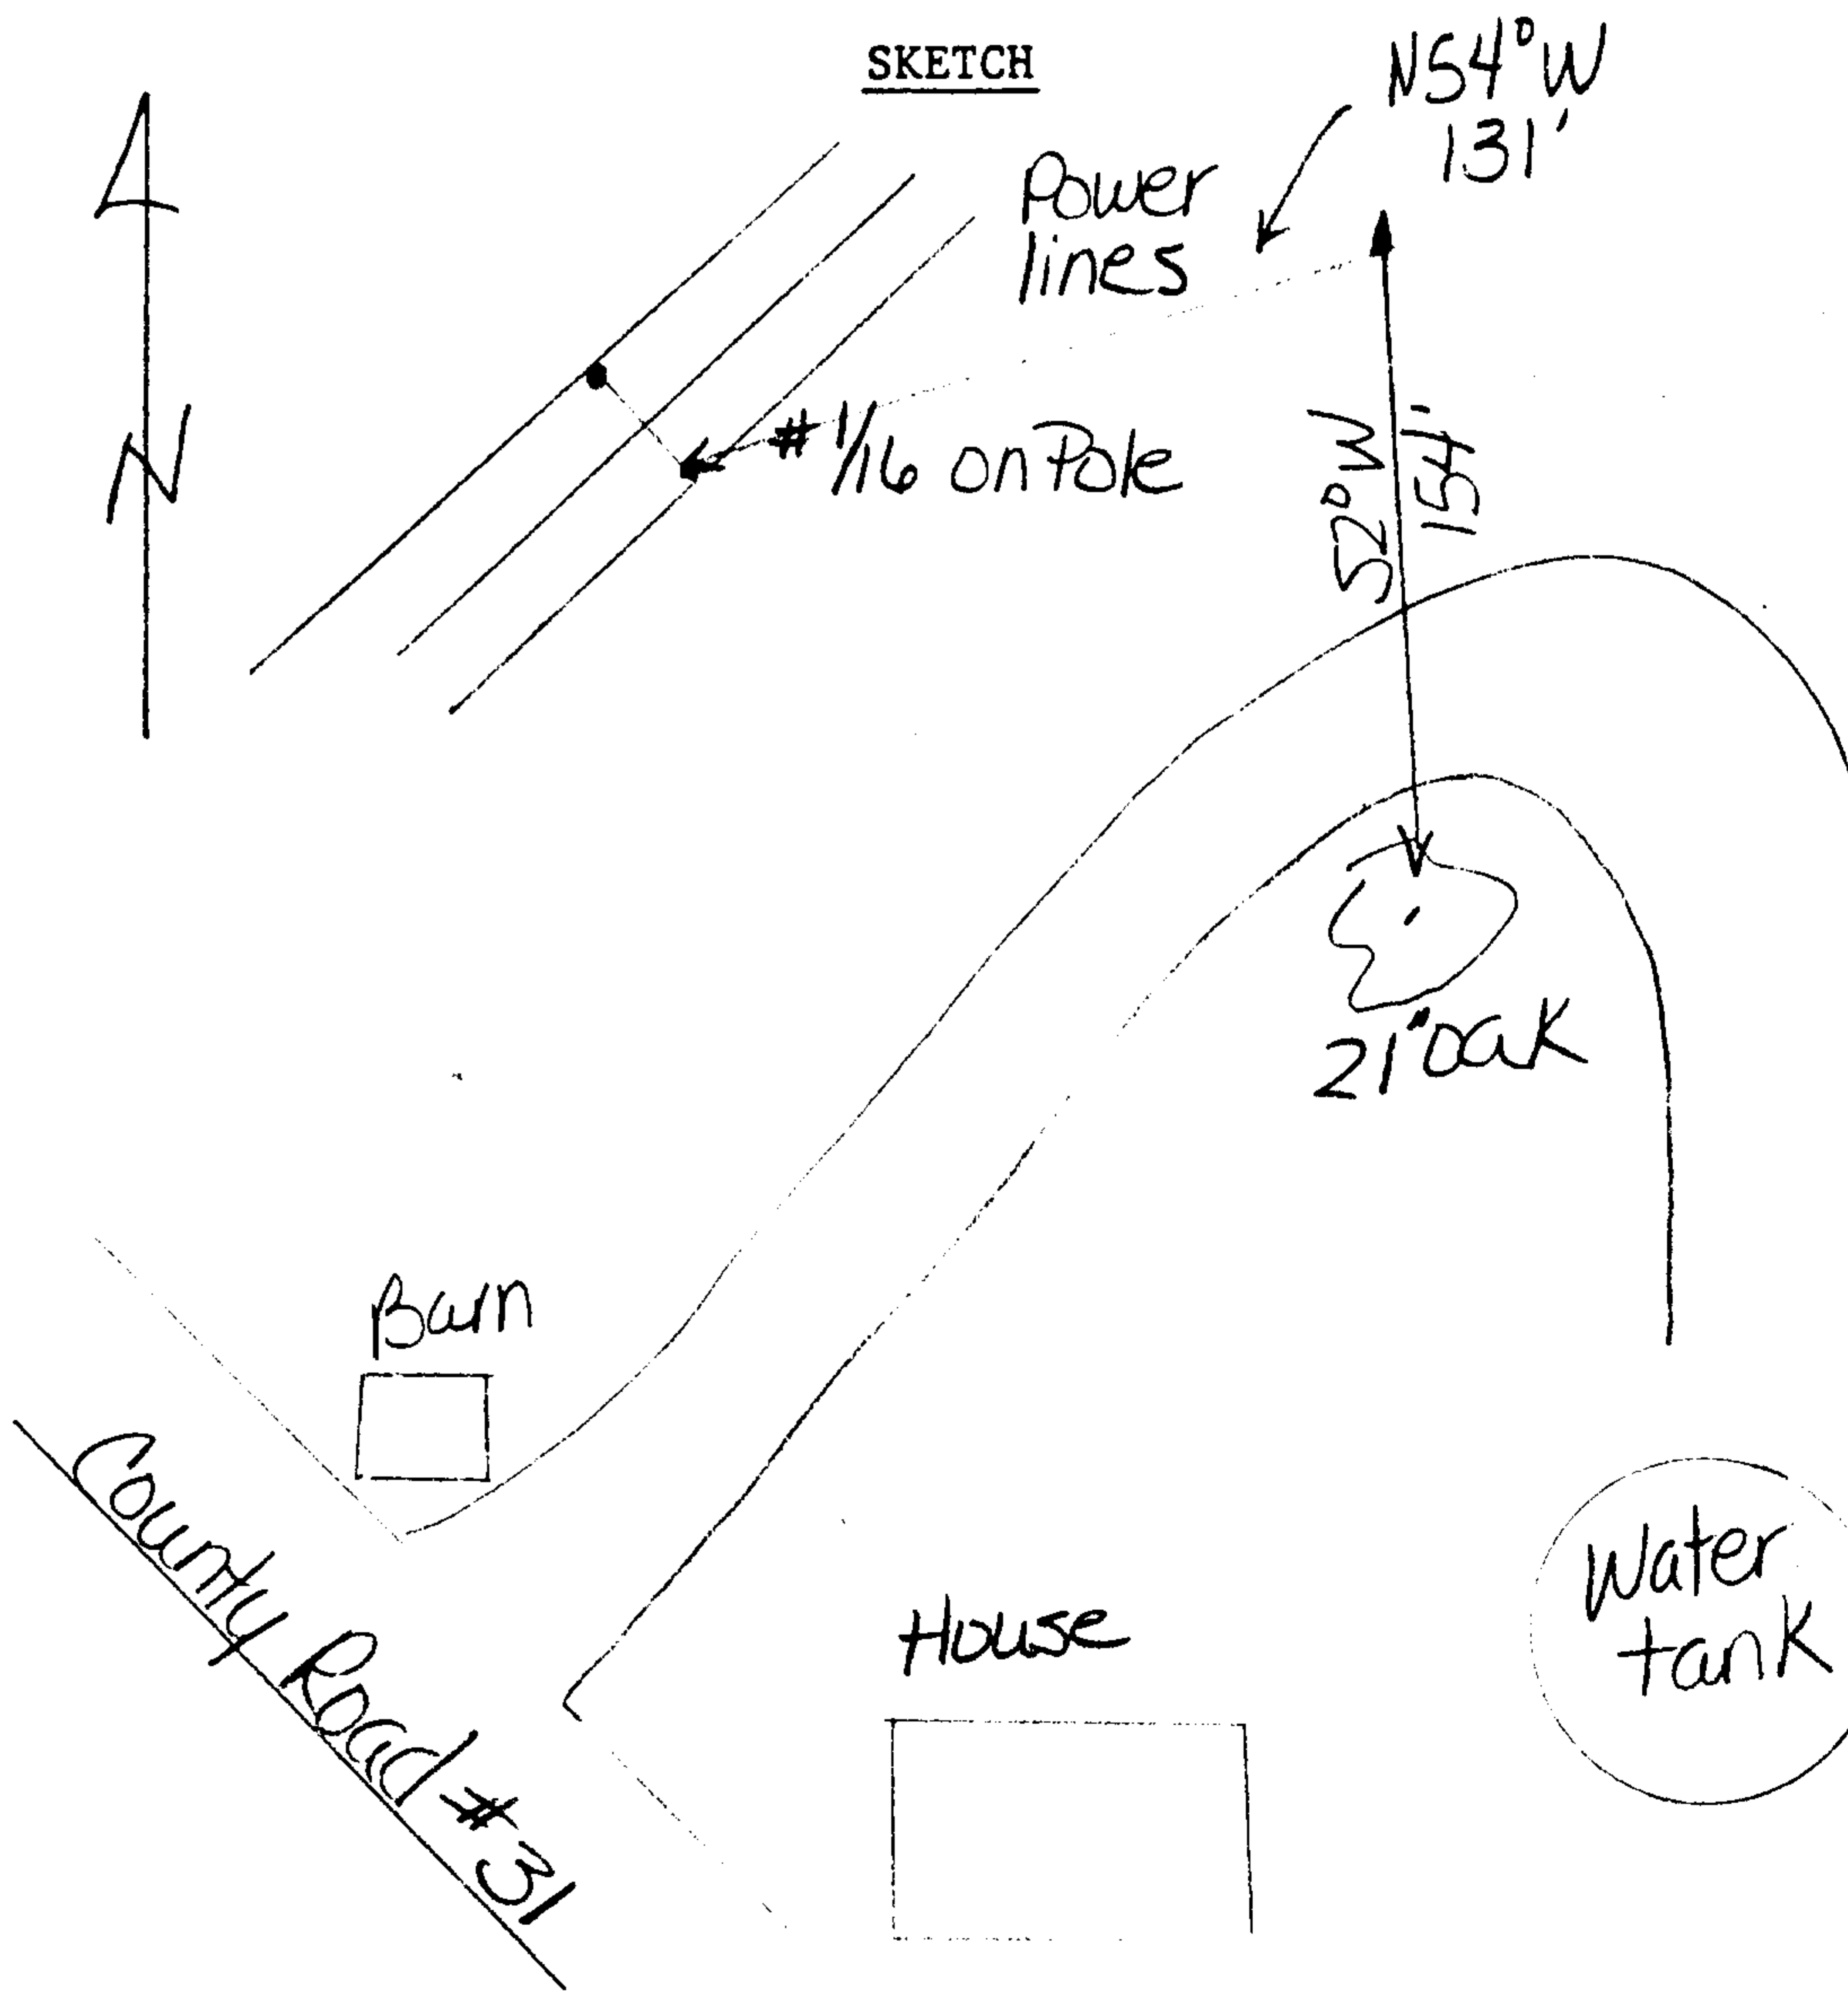 SKETCH
N54°W
131'
Power
lines
#1/16 on Pole
S2°W
154'
21" Oak
Barn
County Road #31
House
Water
tank
N